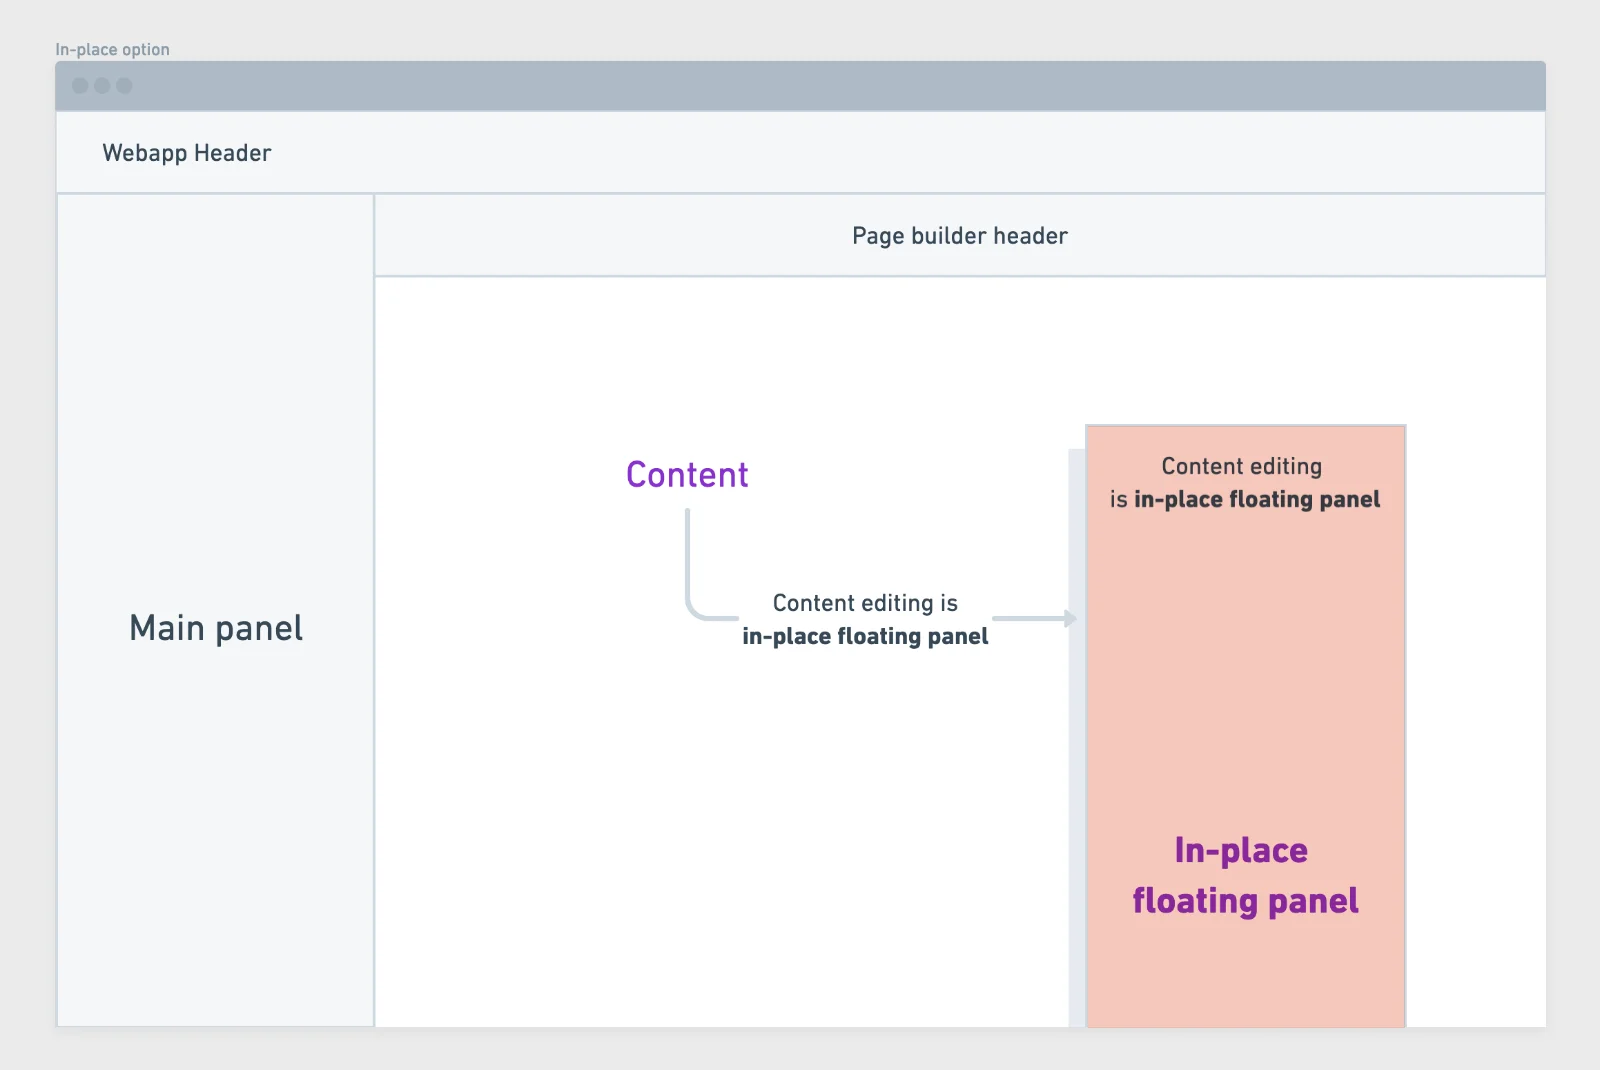 In-place option
Webapp Header
Page builder header
Main panel
Content
Content editing is
in-place floating panel
Content editing
is in-place floating panel
In-place
floating panel